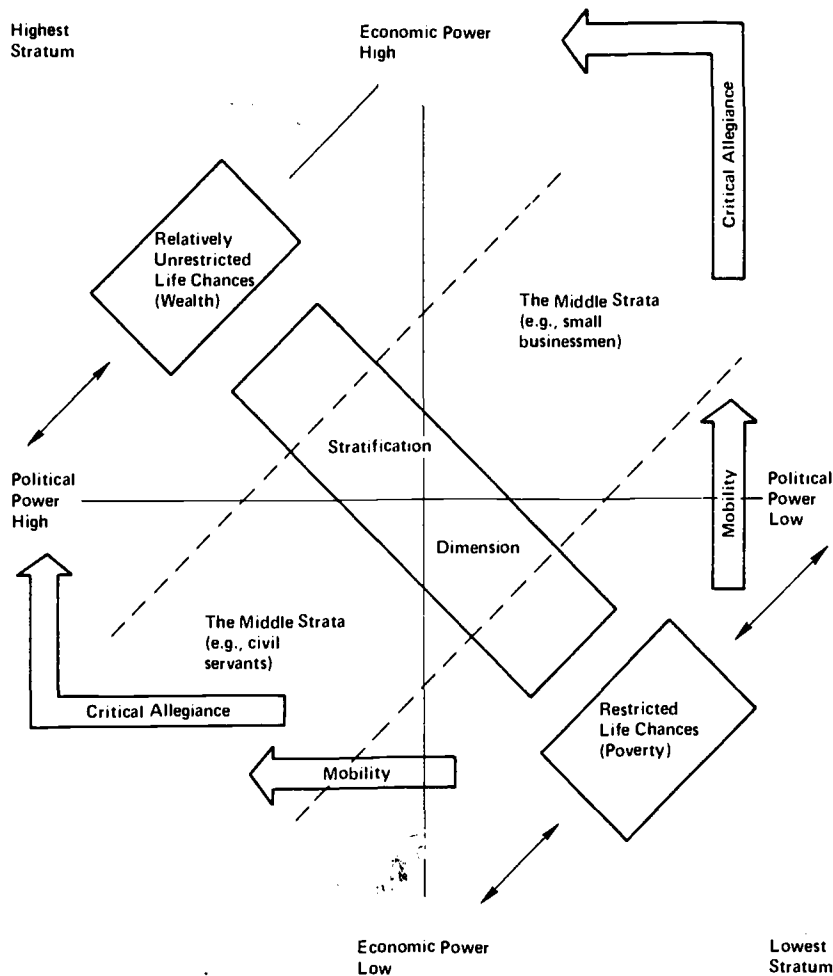 Highest
Stratum
Economic Power
High
Critical Allegiance
Relatively
Unrestricted
Life Chances
(Wealth)
The Middle Strata
(e.g., small
businessmen)
Stratification
Political
Power
High
Mobility
Political
Power
Low
Dimension
The Middle Strata
(e.g., civil
servants)
Critical Allegiance
Restricted
Life Chances
(Poverty)
Mobility
Economic Power
Low
Lowest
Stratum